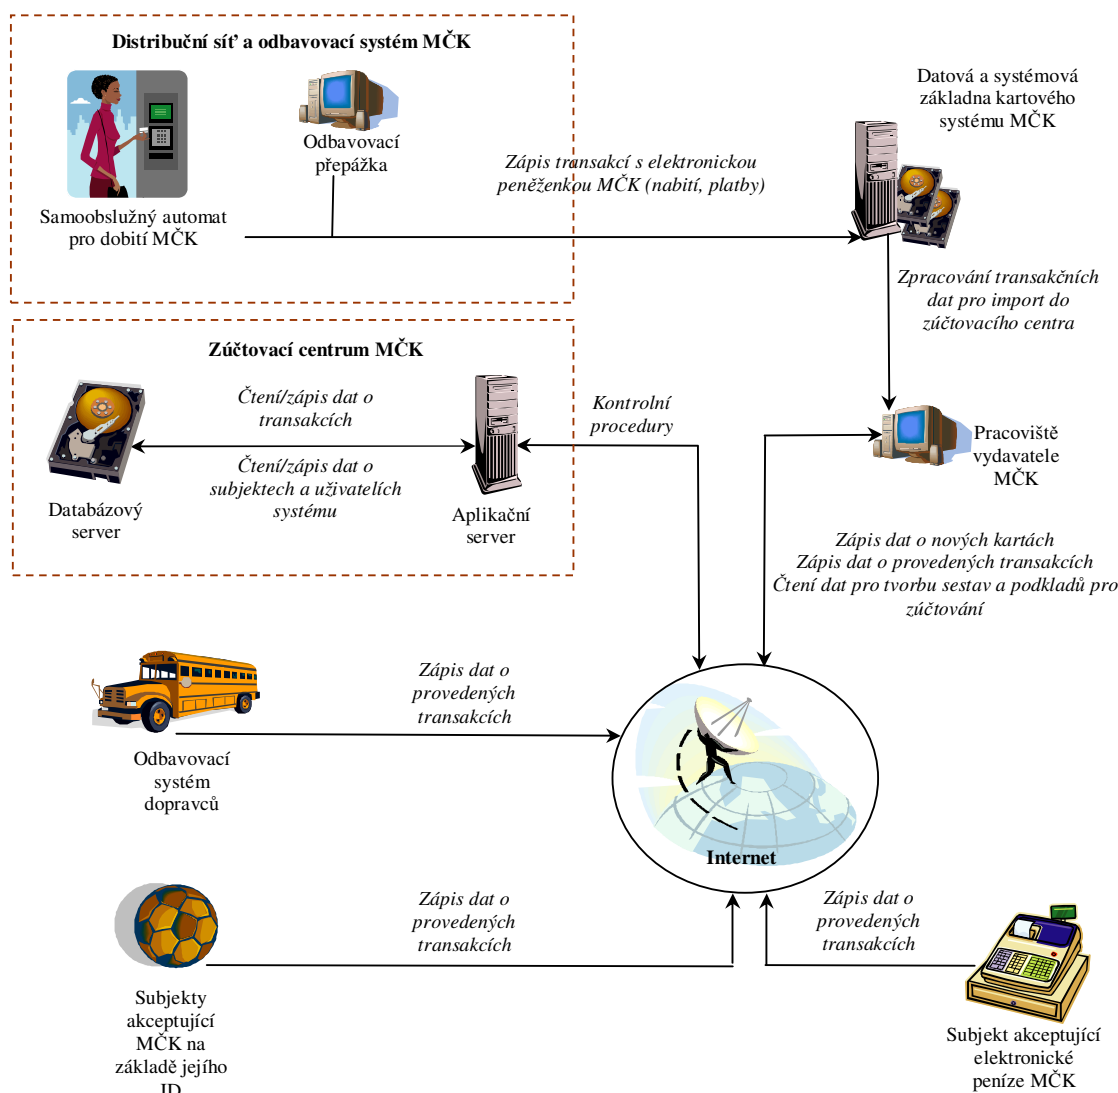 Distribuční síť a odbavovací systém MČK
Odbavovací
přepážka
Samoobslužný automat
pro dobití MČK
Zápis transakcí s elektronickou
peněženkou MČK (nabití, platby)
Datová a systémová
základna kartového
systému MČK
Zpracování transakčních
dat pro import do
zúčtovacího centra
Zúčtovací centrum MČK
Čtení/zápis dat o
transakcích
Čtení/zápis dat o
subjektech a uživatelích
systému
Databázový
server
Aplikační
server
Kontrolní
procedury
Pracoviště
vydavatele
MČK
Zápis dat o nových kartách
Zápis dat o provedených transakcích
Čtení dat pro tvorbu sestav a podkladů pro
zúčtování
Zápis dat o
provedených
transakcích
Odbavovací
systém
dopravců
Internet
Zápis dat o
provedených
transakcích
Zápis dat o
provedených
transakcích
Subjekty
akceptující
MČK na
základě jejího
ID
Subjekt akceptující
elektronické
peníze MČK